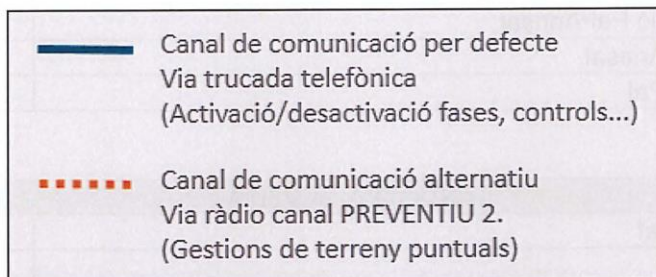 Canal de comunicació per defecte
Via trucada telefònica
(Activació/desactivació fases, controls...)
Canal de comunicació alternatiu
Via ràdio canal PREVENTIU 2.
(Gestions de terreny puntuals)